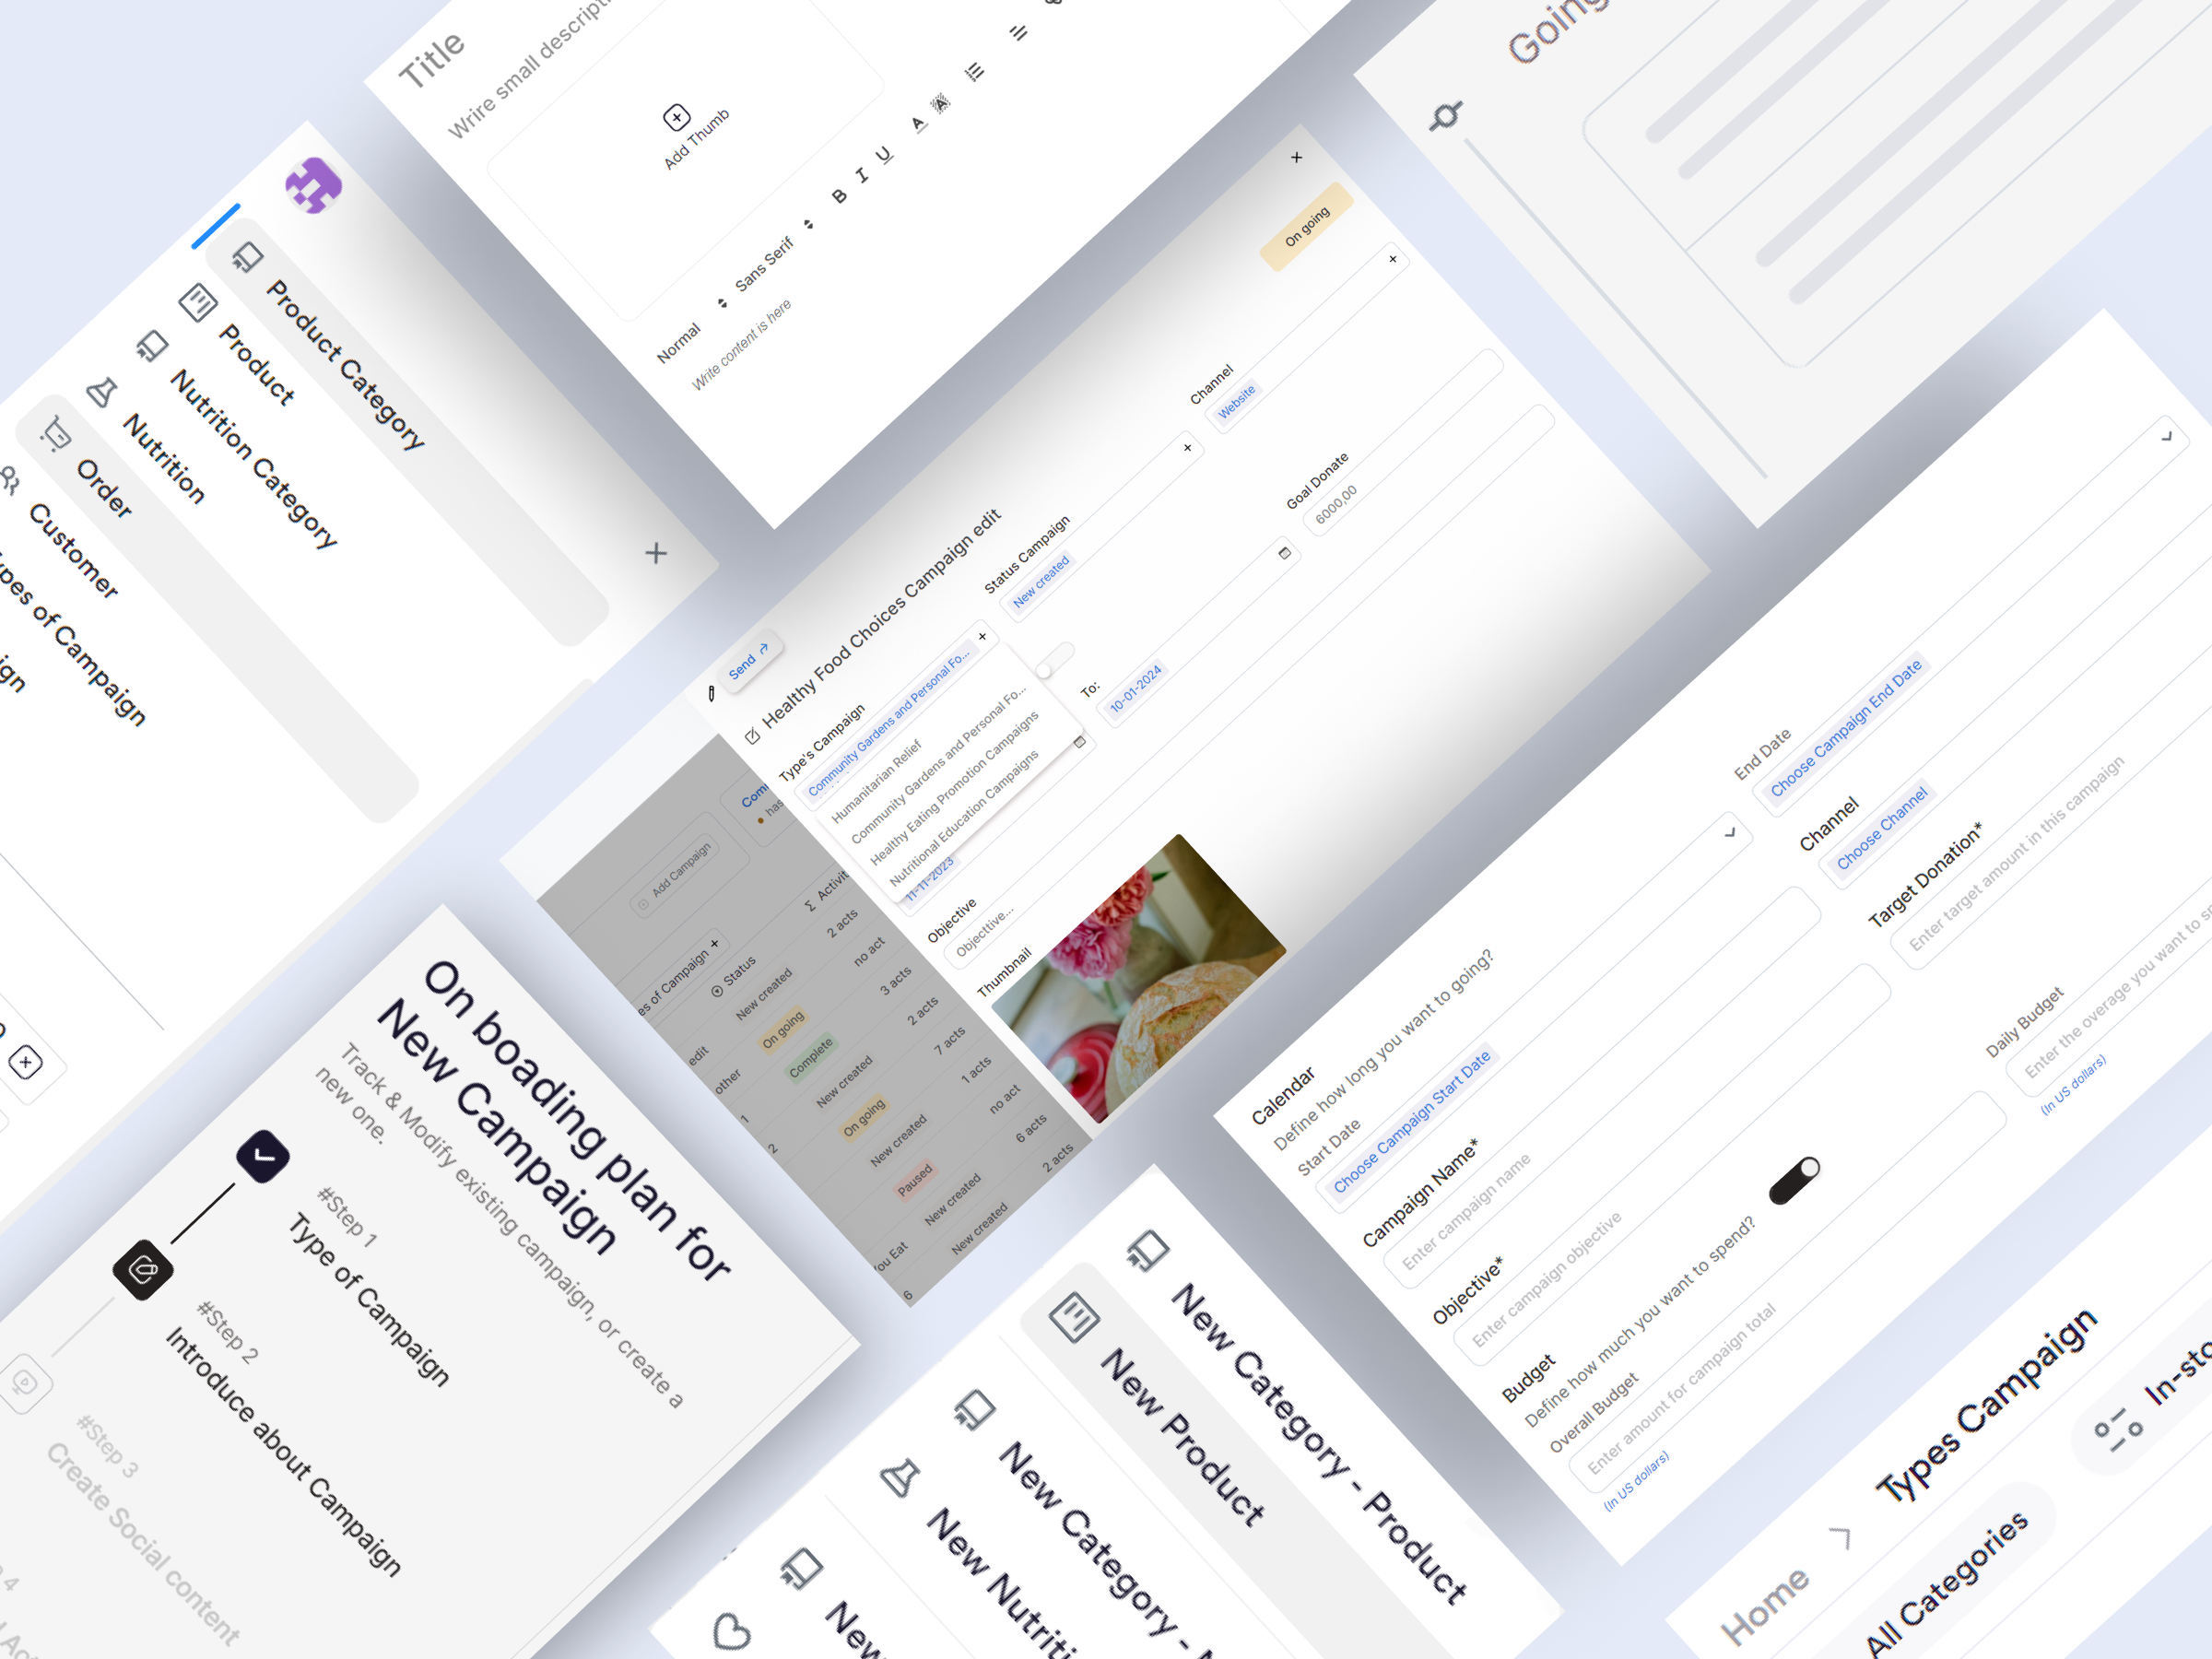 Title
Wrire small descripti
Add Thumb
Normal
Sans Serif
B I U A A
Write content is here
Going
Product Category
Product
Nutrition Category
Nutrition
Order
Customer
ypes of Campaign
ign
On going
Send
Healthy Food Choices Campaign edit
Type's Campaign
Community Gardens and Personal Fo...
Humanitarian Relief
Community Gardens and Personal Fo...
Healthy Eating Promotion Campaigns
Nutritional Education Campaigns
Status Campaign
New created
Channel
Website
11-11-2023
To:
10-01-2024
Goal Donate
6000,00
Objective
Objective...
Thumbnail
Add Campaign
Com
has
es of Campaign
Status
Activit
edit
New created
2 acts
other
On going
no act
1
Complete
3 acts
2
New created
2 acts
On going
7 acts
New created
1 acts
Paused
no act
New created
6 acts
ou Eat
New created
2 acts
6
On boading plan for
New Campaign
Track & Modify existing campaign, or create a
new one.
#Step 1
Type of Campaign
#Step 2
Introduce about Campaign
#Step 3
Create Social content
4
Act
Calendar
Define how long you want to going?
Start Date
Choose Campaign Start Date
End Date
Choose Campaign End Date
Campaign Name*
Enter campaign name
Channel
Choose Channel
Objective*
Enter campaign objective
Target Donation*
Enter target amount in this campaign
Budget
Define how much you want to spend?
Overall Budget
Enter amount for campaign total
(In US dollars)
Daily Budget
Enter the overage you want to s
(In US dollars)
New Category - Product
New Product
New Category - N
New Nutriti
New
Home
Types Campaign
All Categories
In-sto